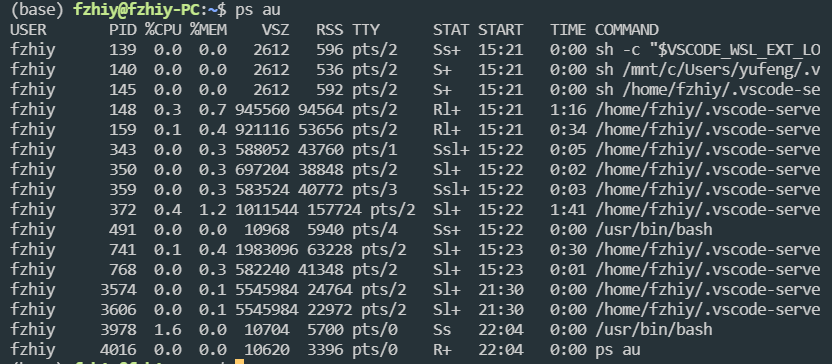 (base) fzhiy@fzhiy-PC:~$ ps au
USER PID %CPU %MEM VSZ RSS TTY STAT START TIME COMMAND
fzhiy 139 0.0 0.0 2612 596 pts/2 Ss+ 15:21 0:00 sh -c "$VSCODE_WSL_EXT_LO
fzhiy 140 0.0 0.0 2612 536 pts/2 S+ 15:21 0:00 sh /mnt/c/Users/yufeng/.v
fzhiy 145 0.0 0.0 2612 592 pts/2 S+ 15:21 0:00 sh /home/fzhiy/.vscode-se
fzhiy 148 0.3 0.7 945560 94564 pts/2 Rl+ 15:21 1:16 /home/fzhiy/.vscode-serve
fzhiy 159 0.1 0.4 921116 53656 pts/2 Rl+ 15:21 0:34 /home/fzhiy/.vscode-serve
fzhiy 343 0.0 0.3 588052 43760 pts/1 Ssl+ 15:22 0:05 /home/fzhiy/.vscode-serve
fzhiy 350 0.0 0.3 697204 38848 pts/2 Sl+ 15:22 0:02 /home/fzhiy/.vscode-serve
fzhiy 359 0.0 0.3 583524 40772 pts/3 Ssl+ 15:22 0:03 /home/fzhiy/.vscode-serve
fzhiy 372 0.4 1.2 1011544 157724 pts/2 Sl+ 15:22 1:41 /home/fzhiy/.vscode-serve
fzhiy 491 0.0 0.0 10968 5940 pts/4 Ss+ 15:22 0:00 /usr/bin/bash
fzhiy 741 0.1 0.4 1983096 63228 pts/2 Sl+ 15:23 0:30 /home/fzhiy/.vscode-serve
fzhiy 768 0.0 0.3 582240 41348 pts/2 Sl+ 15:23 0:01 /home/fzhiy/.vscode-serve
fzhiy 3574 0.0 0.1 5545984 24764 pts/2 Sl+ 21:30 0:00 /home/fzhiy/.vscode-serve
fzhiy 3606 0.0 0.1 5545984 22972 pts/2 Sl+ 21:30 0:00 /home/fzhiy/.vscode-serve
fzhiy 3978 1.6 0.0 10704 5700 pts/0 Ss 22:04 0:00 /usr/bin/bash
fzhiy 4016 0.0 0.0 10620 3396 pts/0 R+ 22:04 0:00 ps au